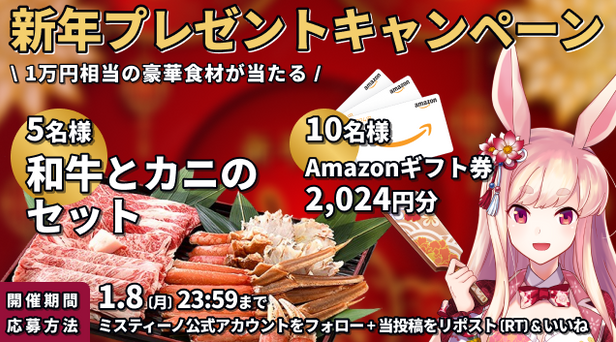 新年プレゼントキャンペーン
\ 1万円相当の豪華食材が当たる /
5名様
和牛とカニの
セット
amazon
amazon
amazon
10名様
Amazonギフト券
2,024円分
開催期間
1.8(月) 23:59まで
応募方法
ミスティーノ公式アカウントをフォロー + 当投稿をリポスト(RT)&いいね